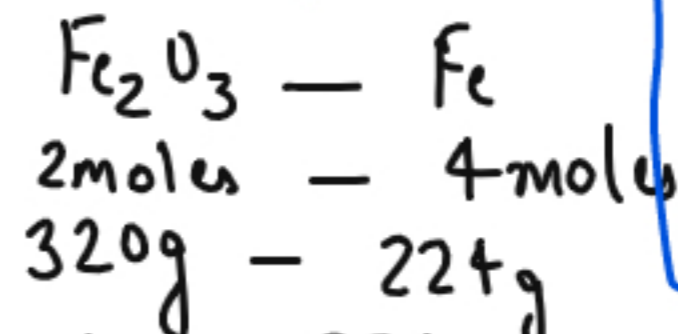 Fe₂O₃ — Fe
2moles — 4moles
320g — 224g